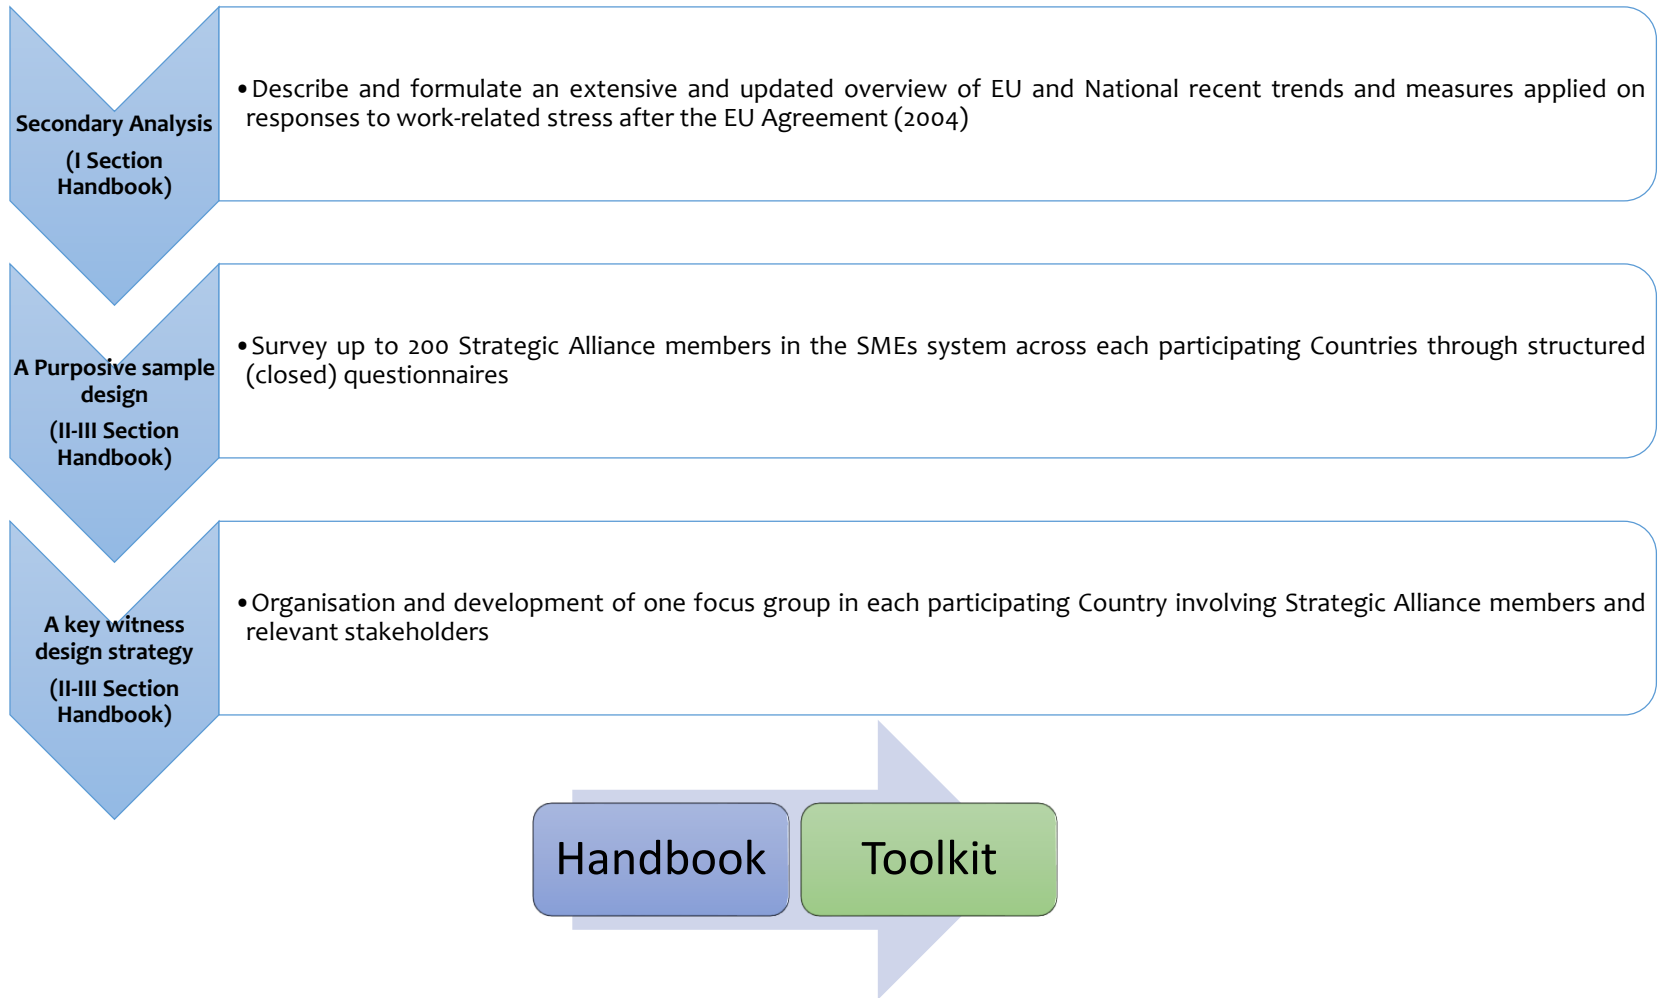 Secondary Analysis
(I Section
Handbook)
•Describe and formulate an extensive and updated overview of EU and National recent trends and measures applied on
responses to work-related stress after the EU Agreement (2004)
A Purposive sample
design
(II-III Section
Handbook)
•Survey up to 200 Strategic Alliance members in the SMEs system across each participating Countries through structured
(closed) questionnaires
A key witness
design strategy
(II-III Section
Handbook)
•Organisation and development of one focus group in each participating Country involving Strategic Alliance members and
relevant stakeholders
Handbook
Toolkit